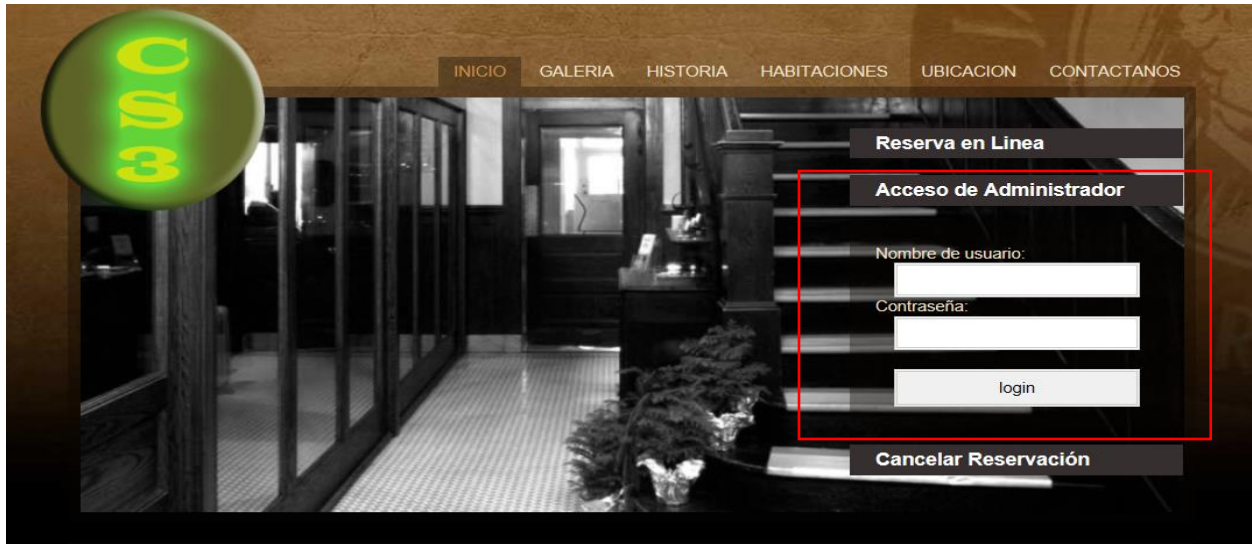 CS3
INICIO GALERIA HISTORIA HABITACIONES UBICACION CONTACTANOS
Reserva en Linea
Acceso de Administrador
Nombre de usuario:
Contraseña:
login
Cancelar Reservación